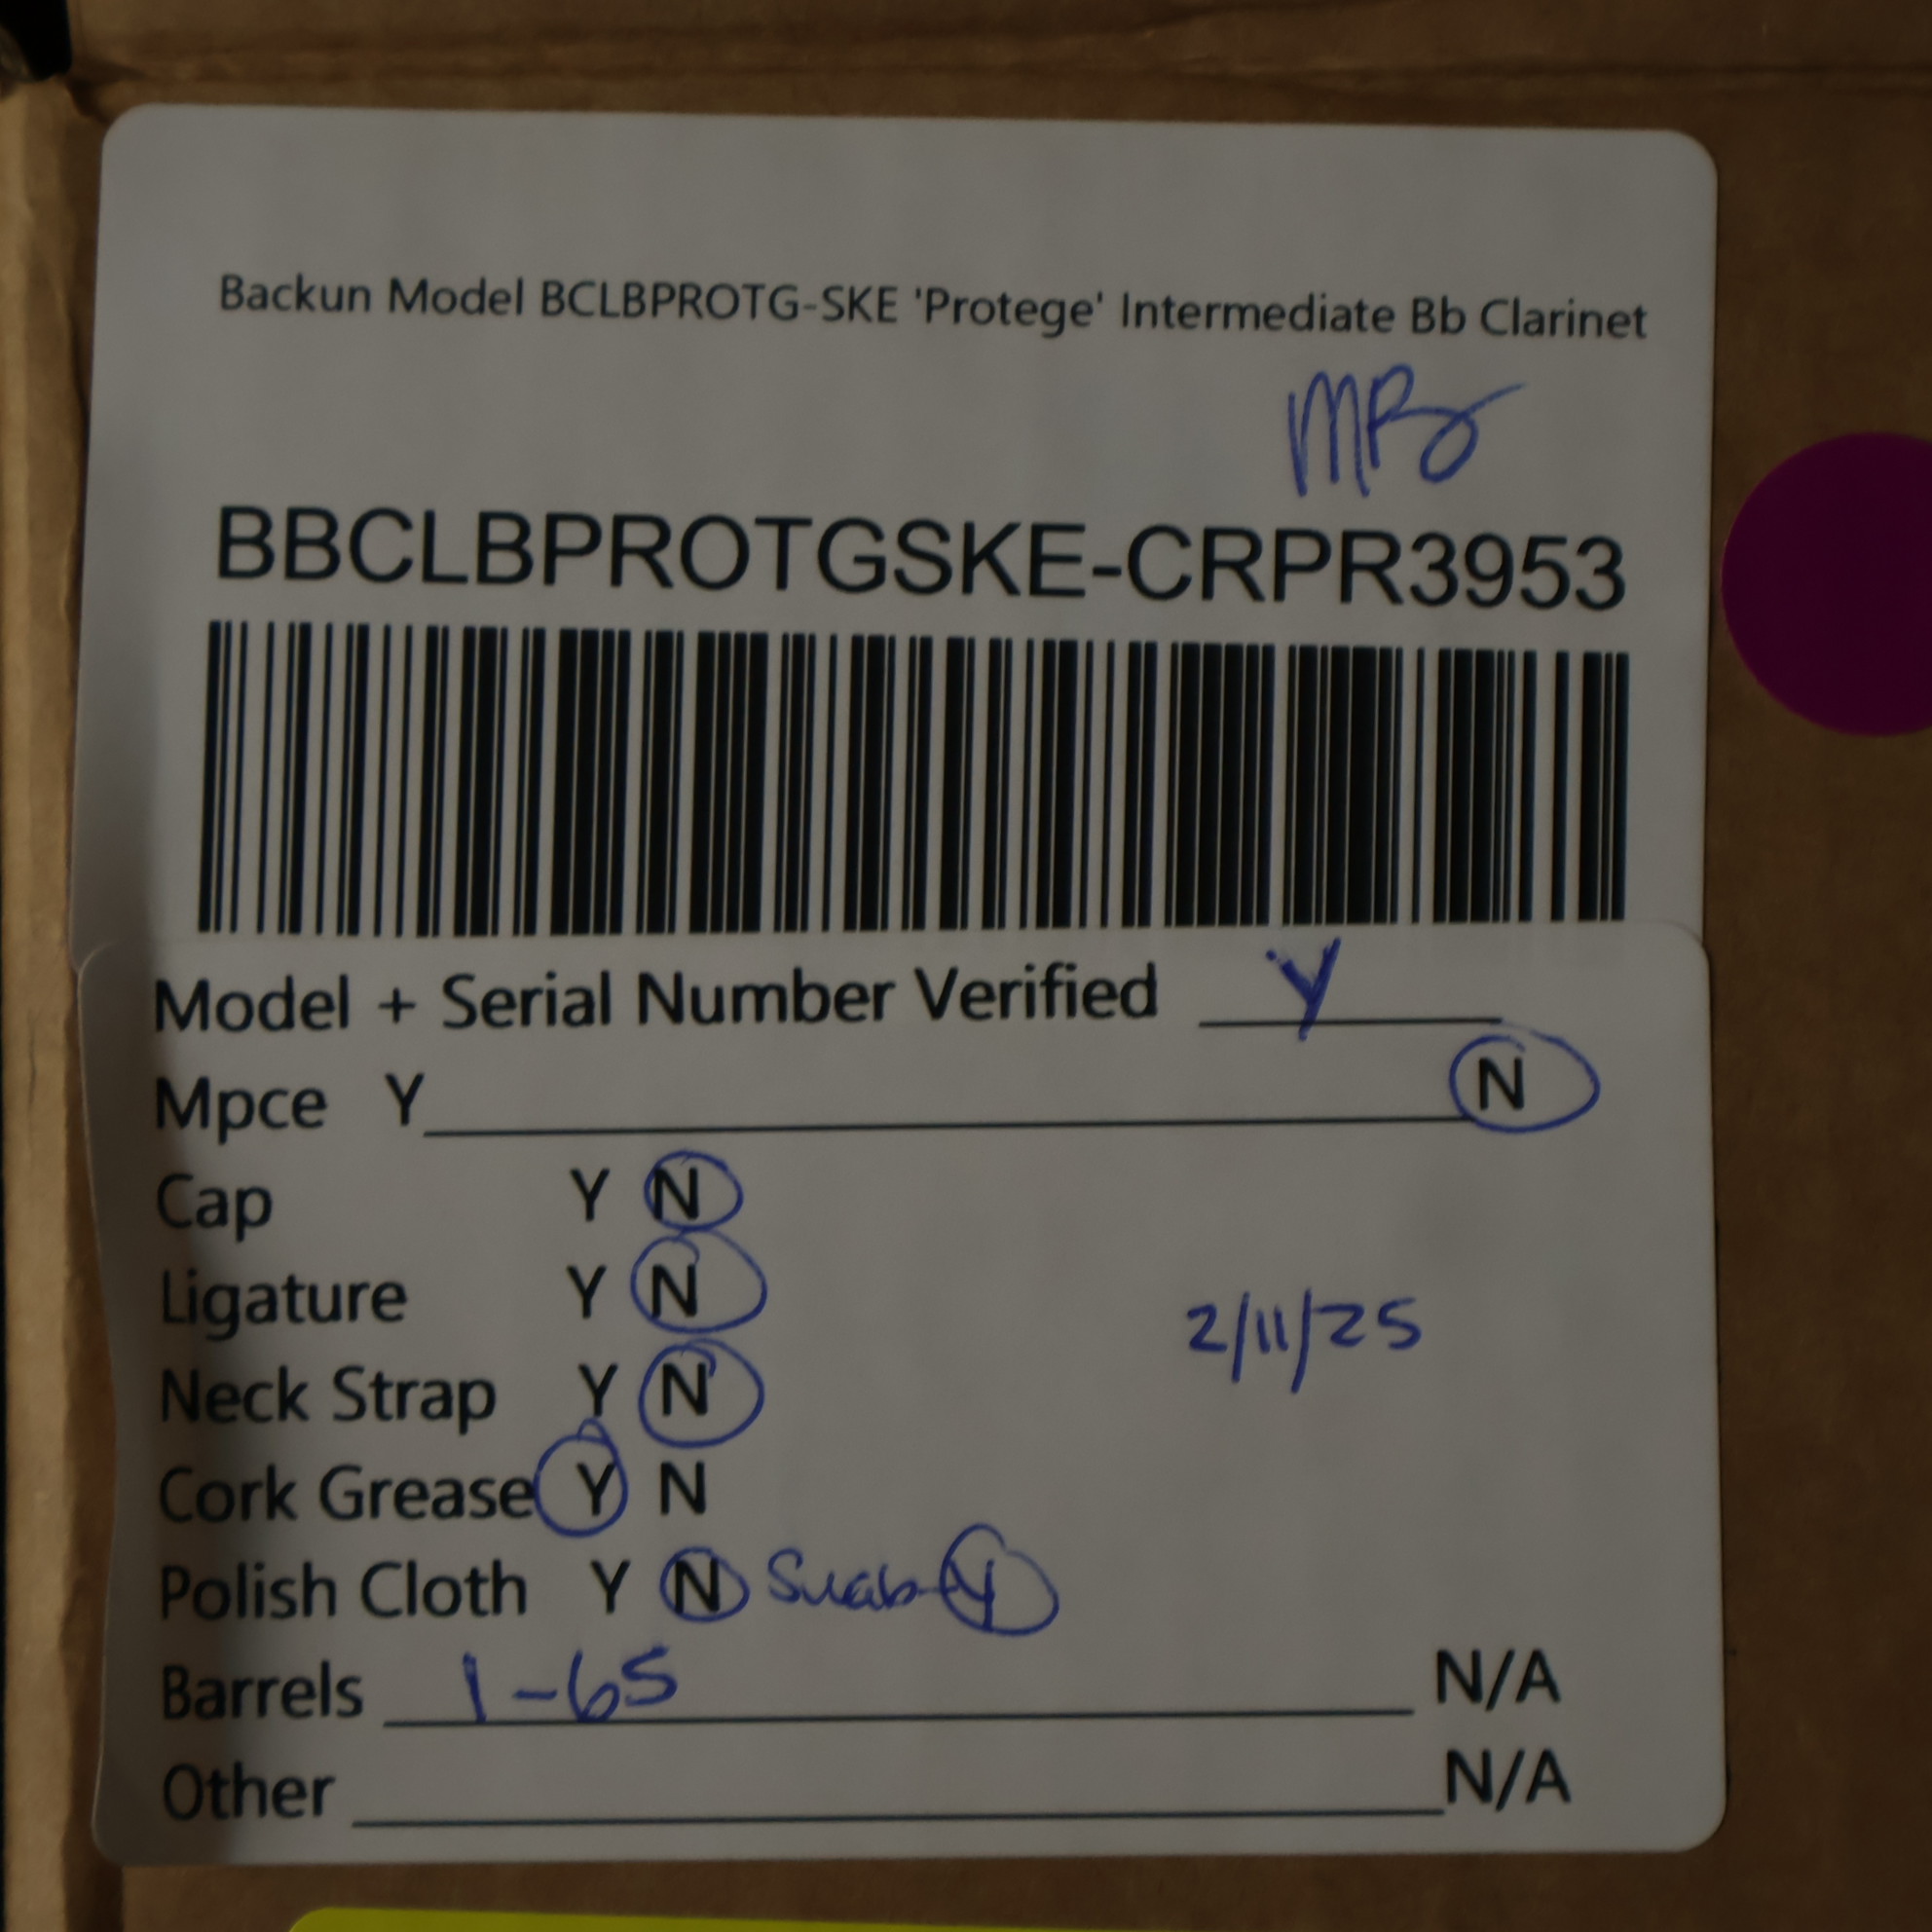 Backun Model BCLBPROTG-SKE 'Protege' Intermediate Bb Clarinet
BBCLBPROTGSKE-CRPR3953
Model + Serial Number Verified Y
Mpce Y N
Cap Y N
Ligature Y N
2/11/25
Neck Strap Y N
Cork Grease Y N
Polish Cloth Y N Swab-Y
Barrels 1-65 N/A
Other N/A